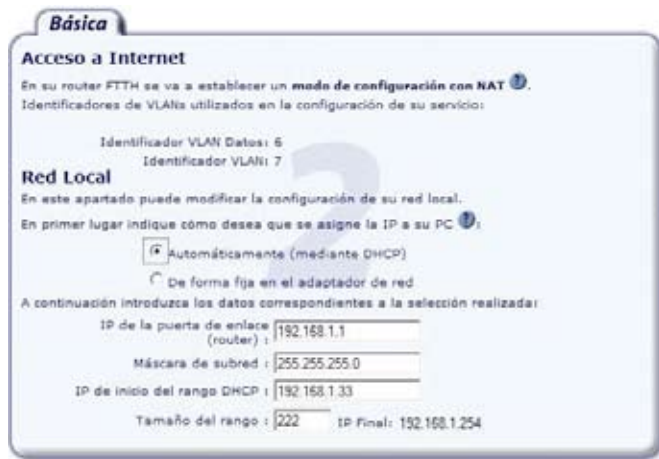 Básica
Acceso a Internet
En su router FTTH se va a establecer un modo de configuración con NAT ?.
Identificadores de VLANs utilizados en la configuración de su servicio:
Identificador VLAN Datos: 6
Identificador VLAN: 7
2
Red Local
En este apartado puede modificar la configuración de su red local.
En primer lugar indique cómo desea que se asigne la IP a su PC ?:
Automáticamente (mediante DHCP)
De forma fija en el adaptador de red
A continuación introduzca los datos correspondientes a la selección realizada:
IP de la puerta de enlace
(router) : 192.168.1.1
Máscara de subred : 255.255.255.0
IP de inicio del rango DHCP : 192.168.1.33
Tamaño del rango : 222 IP Final: 192.168.1.254